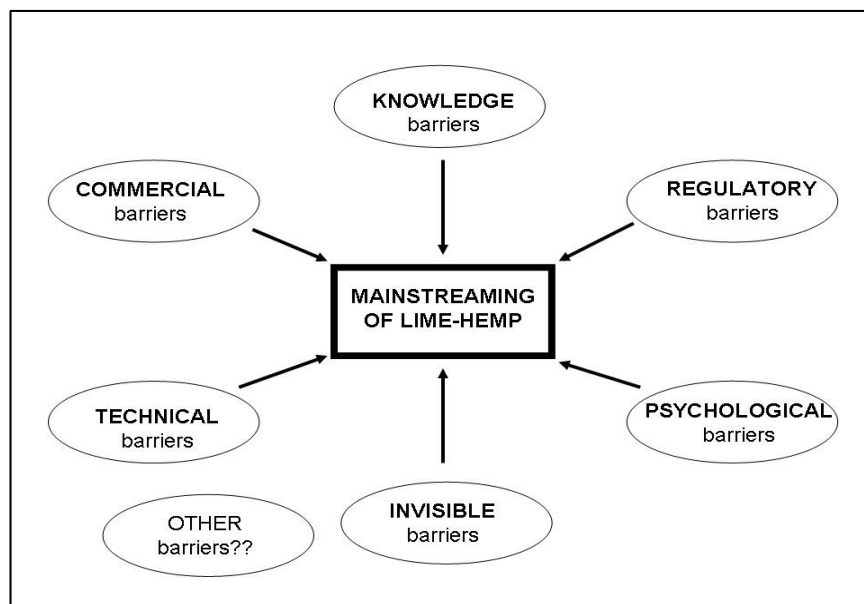 KNOWLEDGE
barriers
COMMERCIAL
barriers
REGULATORY
barriers
MAINSTREAMING
OF LIME-HEMP
TECHNICAL
barriers
PSYCHOLOGICAL
barriers
INVISIBLE
barriers
OTHER
barriers??